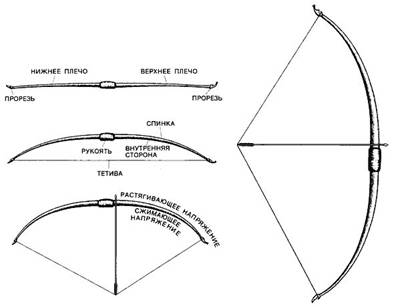 НИЖНЕЕ ПЛЕЧО ВЕРХНЕЕ ПЛЕЧО
ПРОРЕЗЬ ПРОРЕЗЬ
СПИНКА
РУКОЯТЬ ВНУТРЕННЯЯ
СТОРОНА
ТЕТИВА
РАСТЯГИВАЮЩЕЕ НАПРЯЖЕНИЕ
СЖИМАЮЩЕЕ
НАПРЯЖЕНИЕ